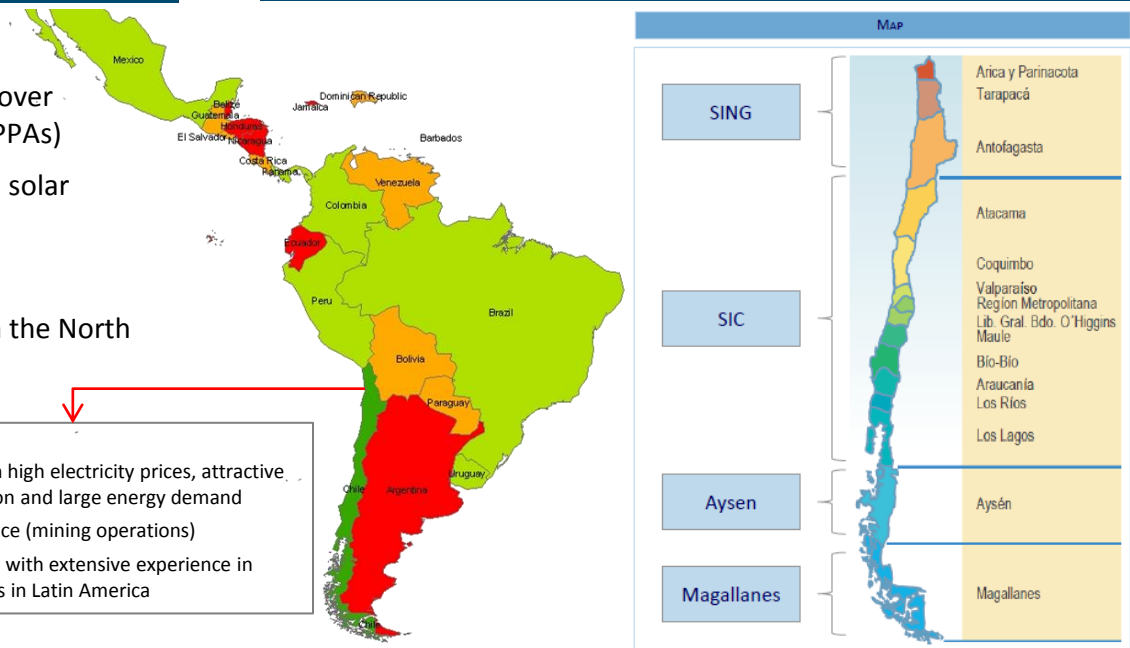 over
PPAs)
solar
the North
high electricity prices, attractive
on and large energy demand
ce (mining operations)
with extensive experience in
s in Latin America
Mexico
Belize
Guatemala
Honduras
El Salvador
Nicaragua
Costa Rica
Panama
Jamaica
Dominican Republic
Barbados
Venezuela
Colombia
Ecuador
Peru
Brazil
Bolivia
Paraguay
Chile
Argentina
Uruguay
Chile
MAP
SING
SIC
Aysen
Magallanes
Arica y Parinacota
Tarapacá
Antofagasta
Atacama
Coquimbo
Valparaíso
Región Metropolitana
Lib. Gral. Bdo. O´Higgins
Maule
Bío-Bío
Araucanía
Los Ríos
Los Lagos
Aysén
Magallanes